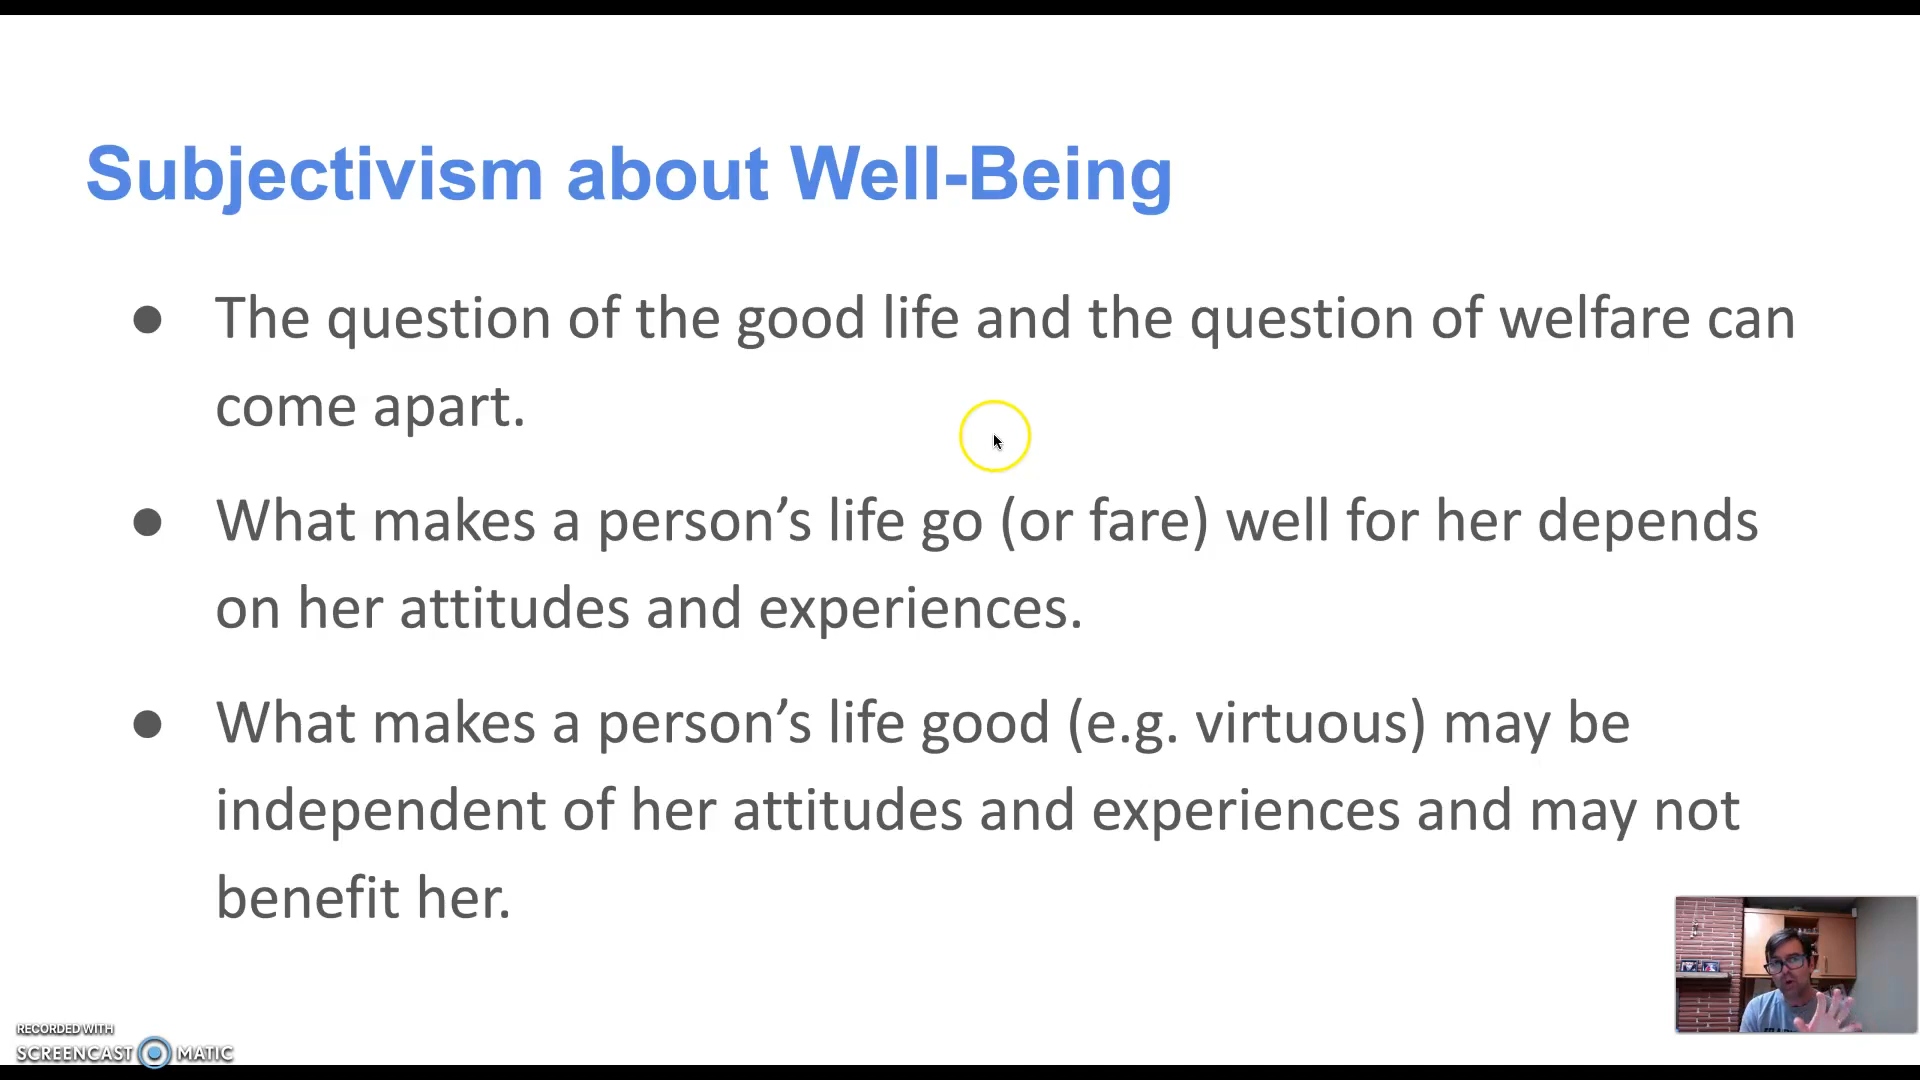 Subjectivism about Well-Being
● The question of the good life and the question of welfare can
come apart.
● What makes a person’s life go (or fare) well for her depends
on her attitudes and experiences.
● What makes a person’s life good (e.g. virtuous) may be
independent of her attitudes and experiences and may not
benefit her.
RECORDED WITH
SCREENCAST MATIC